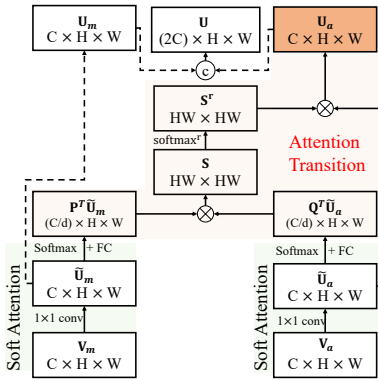 U_m
C × H × W
U
(2C) × H × W
U_a
C × H × W
c
S^r
HW × HW
softmax^r
Attention
Transition
S
HW × HW
P^T Ũ_m
(C/d) × H × W
Q^T Ũ_a
(C/d) × H × W
Softmax + FC
Softmax + FC
Soft Attention
Ũ_m
C × H × W
Soft Attention
Ũ_a
C × H × W
1×1 conv
1×1 conv
V_m
C × H × W
V_a
C × H × W